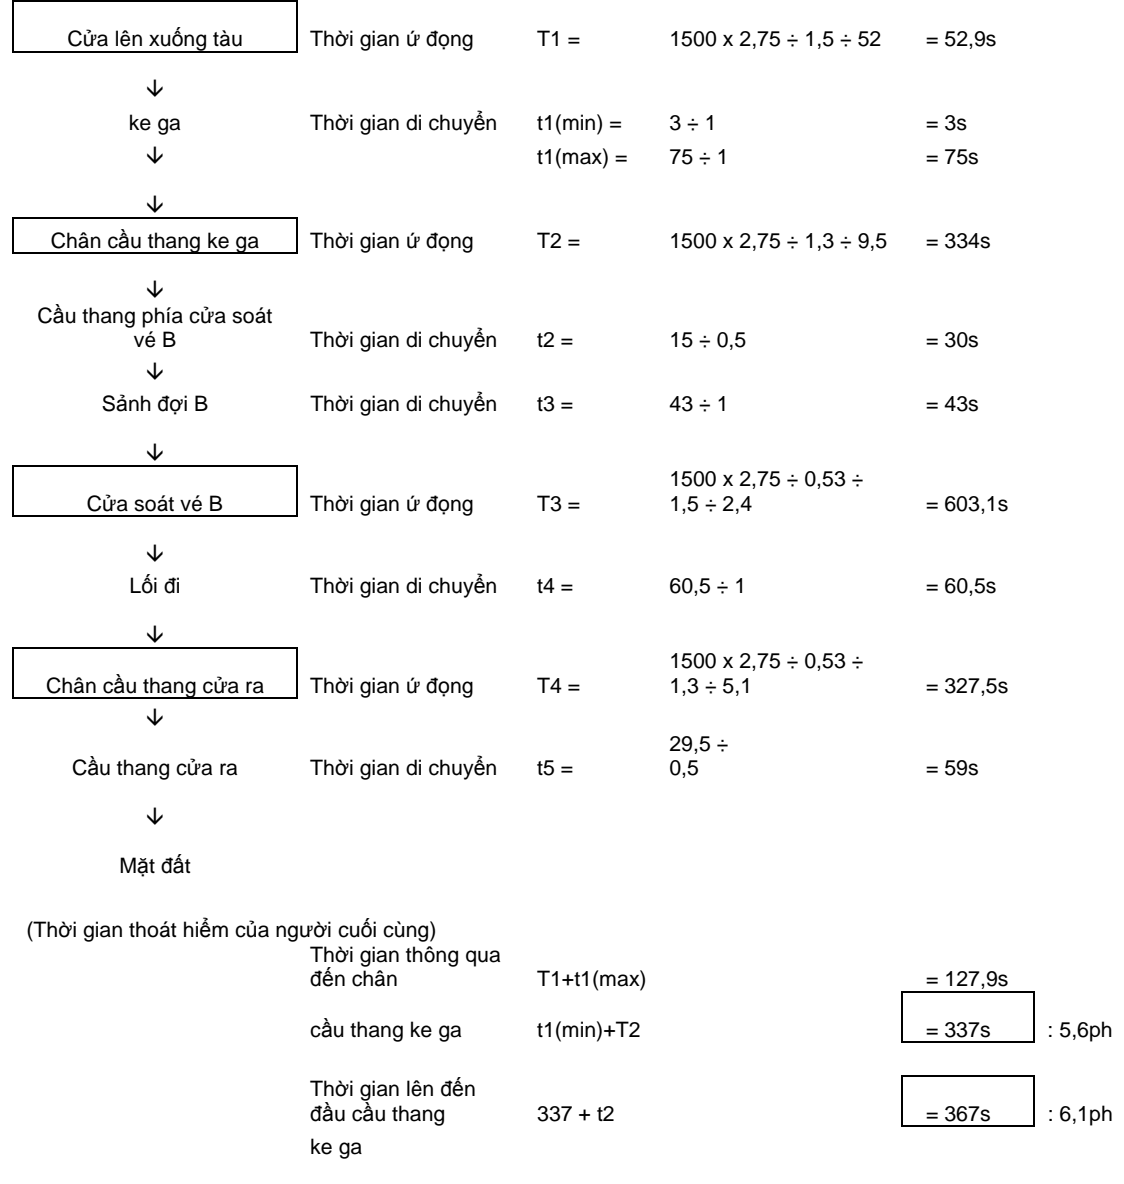 Cửa lên xuống tàu Thời gian ứ đọng T1 = 1500 x 2,75 ÷ 1,5 ÷ 52 = 52,9s
↓
ke ga Thời gian di chuyển t1(min) = 3 ÷ 1 = 3s
↓ t1(max) = 75 ÷ 1 = 75s
↓
Chân cầu thang ke ga Thời gian ứ đọng T2 = 1500 x 2,75 ÷ 1,3 ÷ 9,5 = 334s
↓
Cầu thang phía cửa soát
vé B Thời gian di chuyển t2 = 15 ÷ 0,5 = 30s
↓
Sảnh đợi B Thời gian di chuyển t3 = 43 ÷ 1 = 43s
↓
1500 x 2,75 ÷ 0,53 ÷
Cửa soát vé B Thời gian ứ đọng T3 = 1,5 ÷ 2,4 = 603,1s
↓
Lối đi Thời gian di chuyển t4 = 60,5 ÷ 1 = 60,5s
↓
1500 x 2,75 ÷ 0,53 ÷
Chân cầu thang cửa ra Thời gian ứ đọng T4 = 1,3 ÷ 5,1 = 327,5s
↓
29,5 ÷
Cầu thang cửa ra Thời gian di chuyển t5 = 0,5 = 59s
↓
Mặt đất
(Thời gian thoát hiểm của người cuối cùng)
Thời gian thông qua
đến chân T1+t1(max) = 127,9s
cầu thang ke ga t1(min)+T2 = 337s : 5,6ph
Thời gian lên đến
đầu cầu thang 337 + t2 = 367s : 6,1ph
ke ga